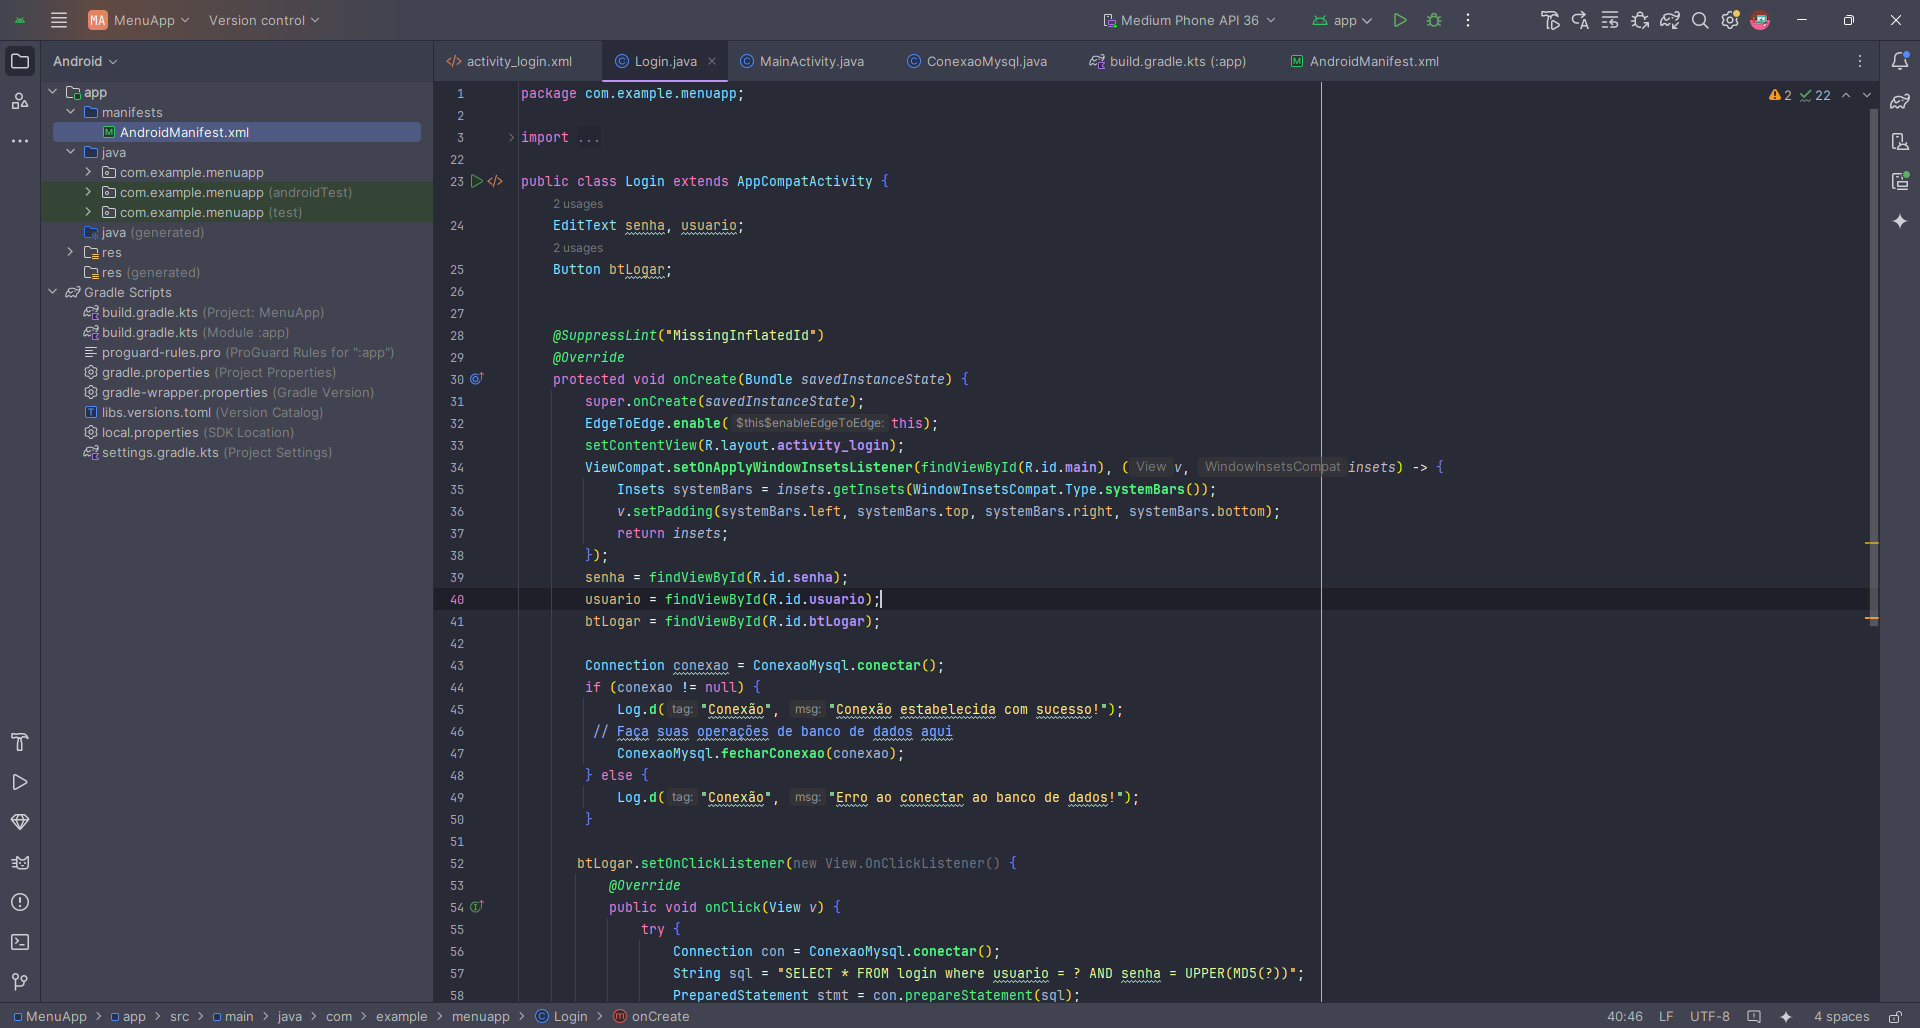 MA MenuApp Version control Medium Phone API 36 app
Android
app
manifests
AndroidManifest.xml
java
com.example.menuapp
com.example.menuapp (androidTest)
com.example.menuapp (test)
java (generated)
res
res (generated)
Gradle Scripts
build.gradle.kts (Project: MenuApp)
build.gradle.kts (Module :app)
proguard-rules.pro (ProGuard Rules for ":app")
gradle.properties (Project Properties)
gradle-wrapper.properties (Gradle Version)
libs.versions.toml (Version Catalog)
local.properties (SDK Location)
settings.gradle.kts (Project Settings)
activity_login.xml Login.java MainActivity.java ConexaoMysql.java build.gradle.kts (:app) AndroidManifest.xml
2 22
1 package com.example.menuapp;
2
3 import ...
22
23 public class Login extends AppCompatActivity {
2 usages
24 EditText senha, usuario;
2 usages
25 Button btLogar;
26
27
28 @SuppressLint("MissingInflatedId")
29 @Override
30 protected void onCreate(Bundle savedInstanceState) {
31 super.onCreate(savedInstanceState);
32 EdgeToEdge.enable( $this$enableEdgeToEdge: this);
33 setContentView(R.layout.activity_login);
34 ViewCompat.setOnApplyWindowInsetsListener(findViewById(R.id.main), ( View v, WindowInsetsCompat insets) -> {
35 Insets systemBars = insets.getInsets(WindowInsetsCompat.Type.systemBars());
36 v.setPadding(systemBars.left, systemBars.top, systemBars.right, systemBars.bottom);
37 return insets;
38 });
39 senha = findViewById(R.id.senha);
40 usuario = findViewById(R.id.usuario);
41 btLogar = findViewById(R.id.btLogar);
42
43 Connection conexao = ConexaoMysql.conectar();
44 if (conexao != null) {
45 Log.d( tag: "Conexão", msg: "Conexão estabelecida com sucesso!");
46 // Faça suas operações de banco de dados aqui
47 ConexaoMysql.fecharConexao(conexao);
48 } else {
49 Log.d( tag: "Conexão", msg: "Erro ao conectar ao banco de dados!");
50 }
51
52 btLogar.setOnClickListener(new View.OnClickListener() {
53 @Override
54 public void onClick(View v) {
55 try {
56 Connection con = ConexaoMysql.conectar();
57 String sql = "SELECT * FROM login where usuario = ? AND senha = UPPER(MD5(?))";
58 PreparedStatement stmt = con.prepareStatement(sql);
MenuApp > app > src > main > java > com > example > menuapp > Login > onCreate 40:46 LF UTF-8 4 spaces